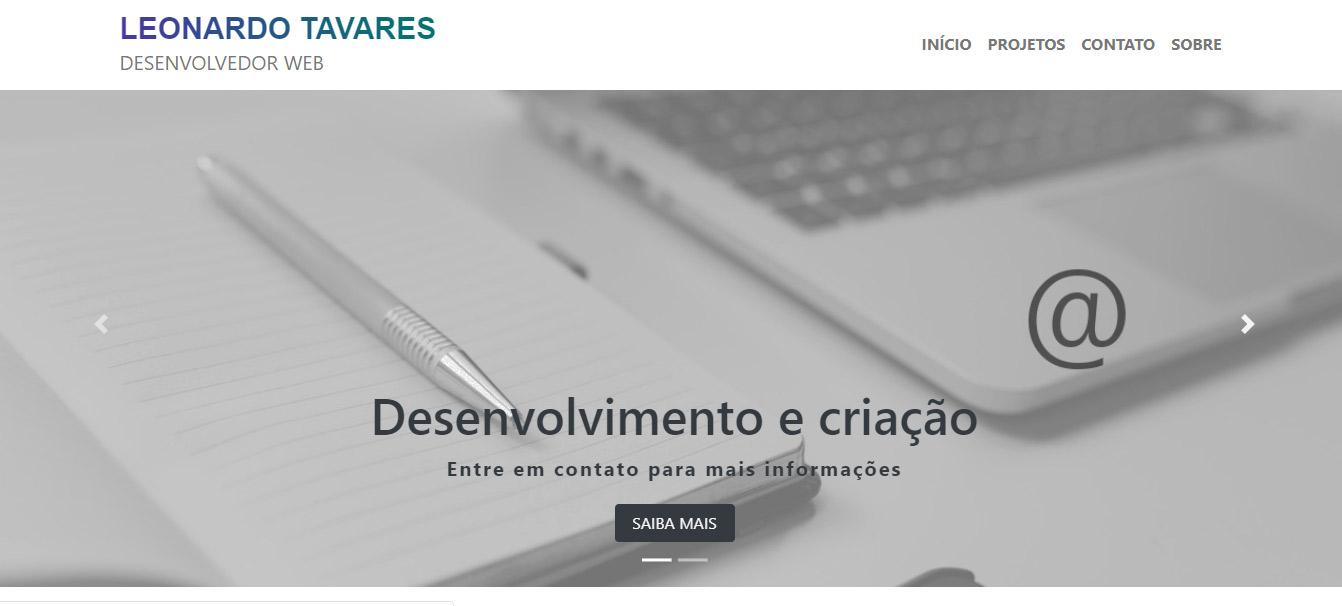 LEONARDO TAVARES
DESENVOLVEDOR WEB
INÍCIO PROJETOS CONTATO SOBRE
@
Desenvolvimento e criação
Entre em contato para mais informações
SAIBA MAIS